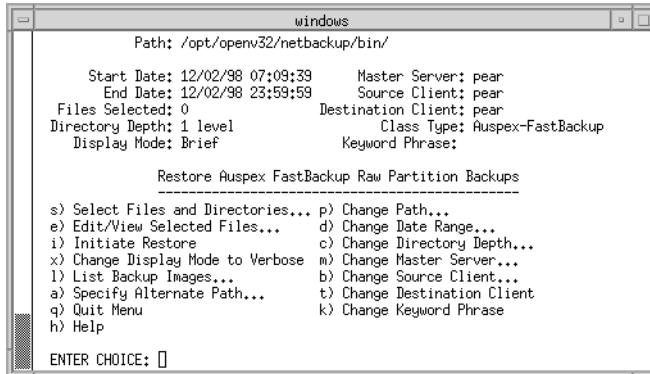 windows
Path: /opt/openv32/netbackup/bin/
Start Date: 12/02/98 07:09:39 Master Server: pear
End Date: 12/02/98 23:59:59 Source Client: pear
Files Selected: 0 Destination Client: pear
Directory Depth: 1 level Class Type: Auspex-FastBackup
Display Mode: Brief Keyword Phrase:
Restore Auspex FastBackup Raw Partition Backups
------------------------------------------------
s) Select Files and Directories... p) Change Path...
e) Edit/View Selected Files... d) Change Date Range...
i) Initiate Restore c) Change Directory Depth...
x) Change Display Mode to Verbose m) Change Master Server...
l) List Backup Images... b) Change Source Client...
a) Specify Alternate Path... t) Change Destination Client
q) Quit Menu k) Change Keyword Phrase
h) Help
ENTER CHOICE: